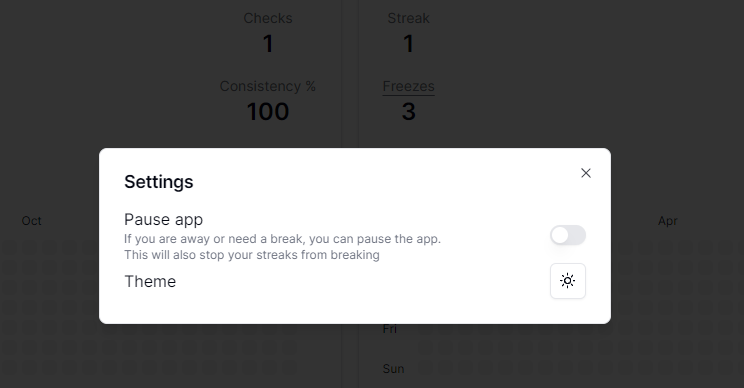 Checks
Streak
1
1
Consistency %
Freezes
100
3
Settings
Pause app
If you are away or need a break, you can pause the app.
This will also stop your streaks from breaking
Theme
Oct
Apr
Fri
Sun